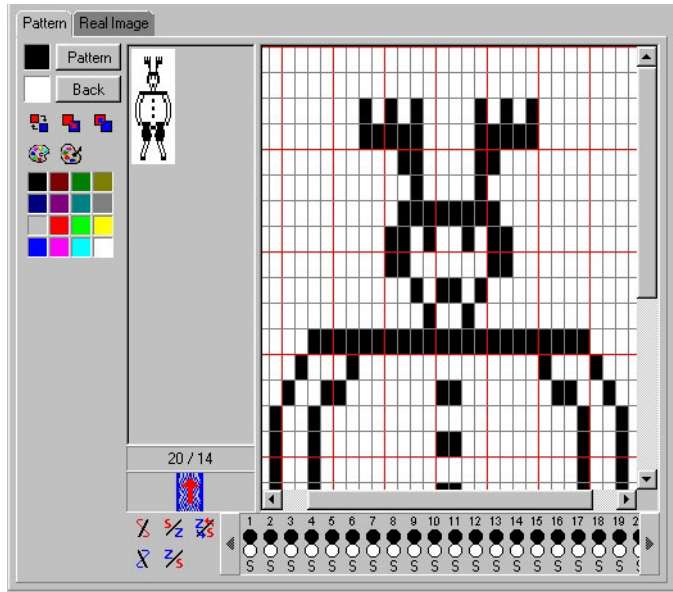 Pattern Real Image
Pattern
Back
20 / 14
S/Z Z S
Z/S
1 2 3 4 5 6 7 8 9 10 11 12 13 14 15 16 17 18 19 2
S S S S S S S S S S S S S S S S S S S